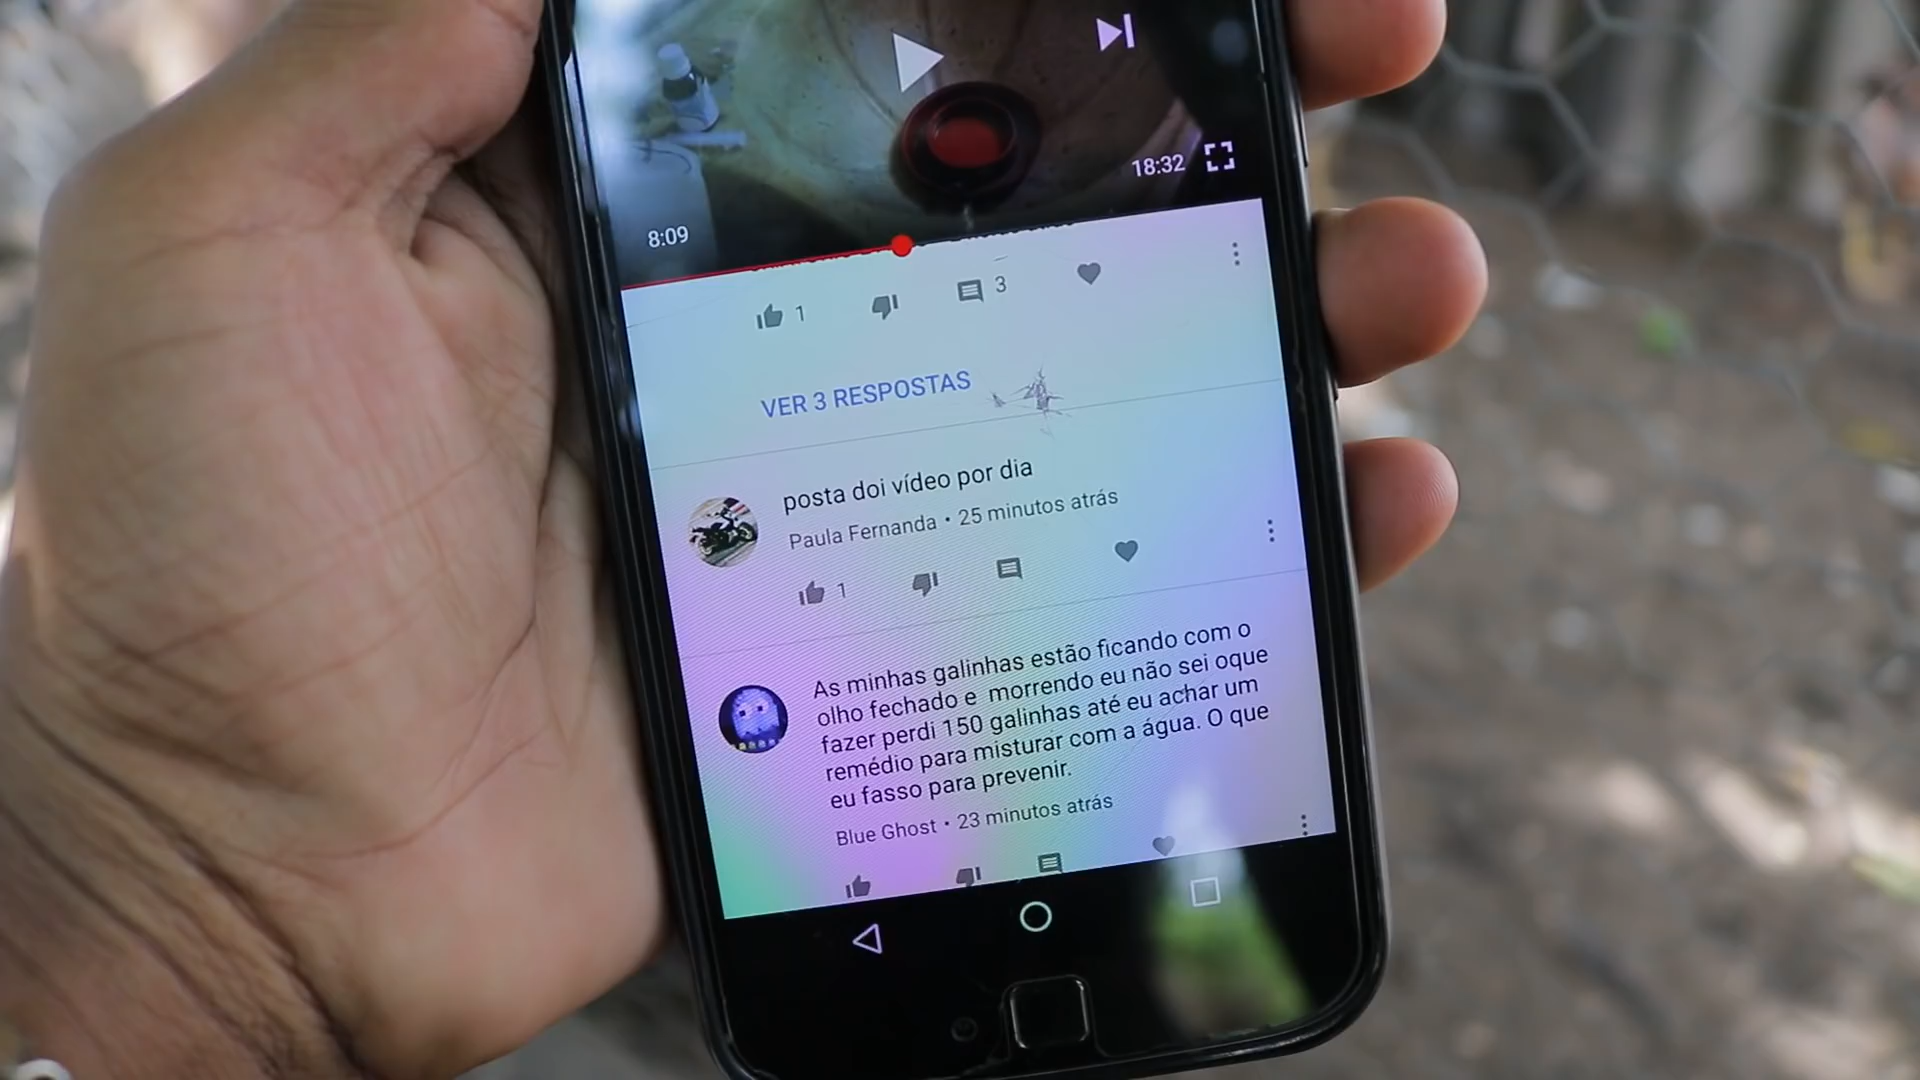 18:32
8:09
1
3
VER 3 RESPOSTAS
posta doi vídeo por dia
Paula Fernanda • 25 minutos atrás
1
As minhas galinhas estão ficando com o
olho fechado e morrendo eu não sei oque
fazer perdi 150 galinhas até eu achar um
remédio para misturar com a água. O que
eu fasso para prevenir.
Blue Ghost • 23 minutos atrás